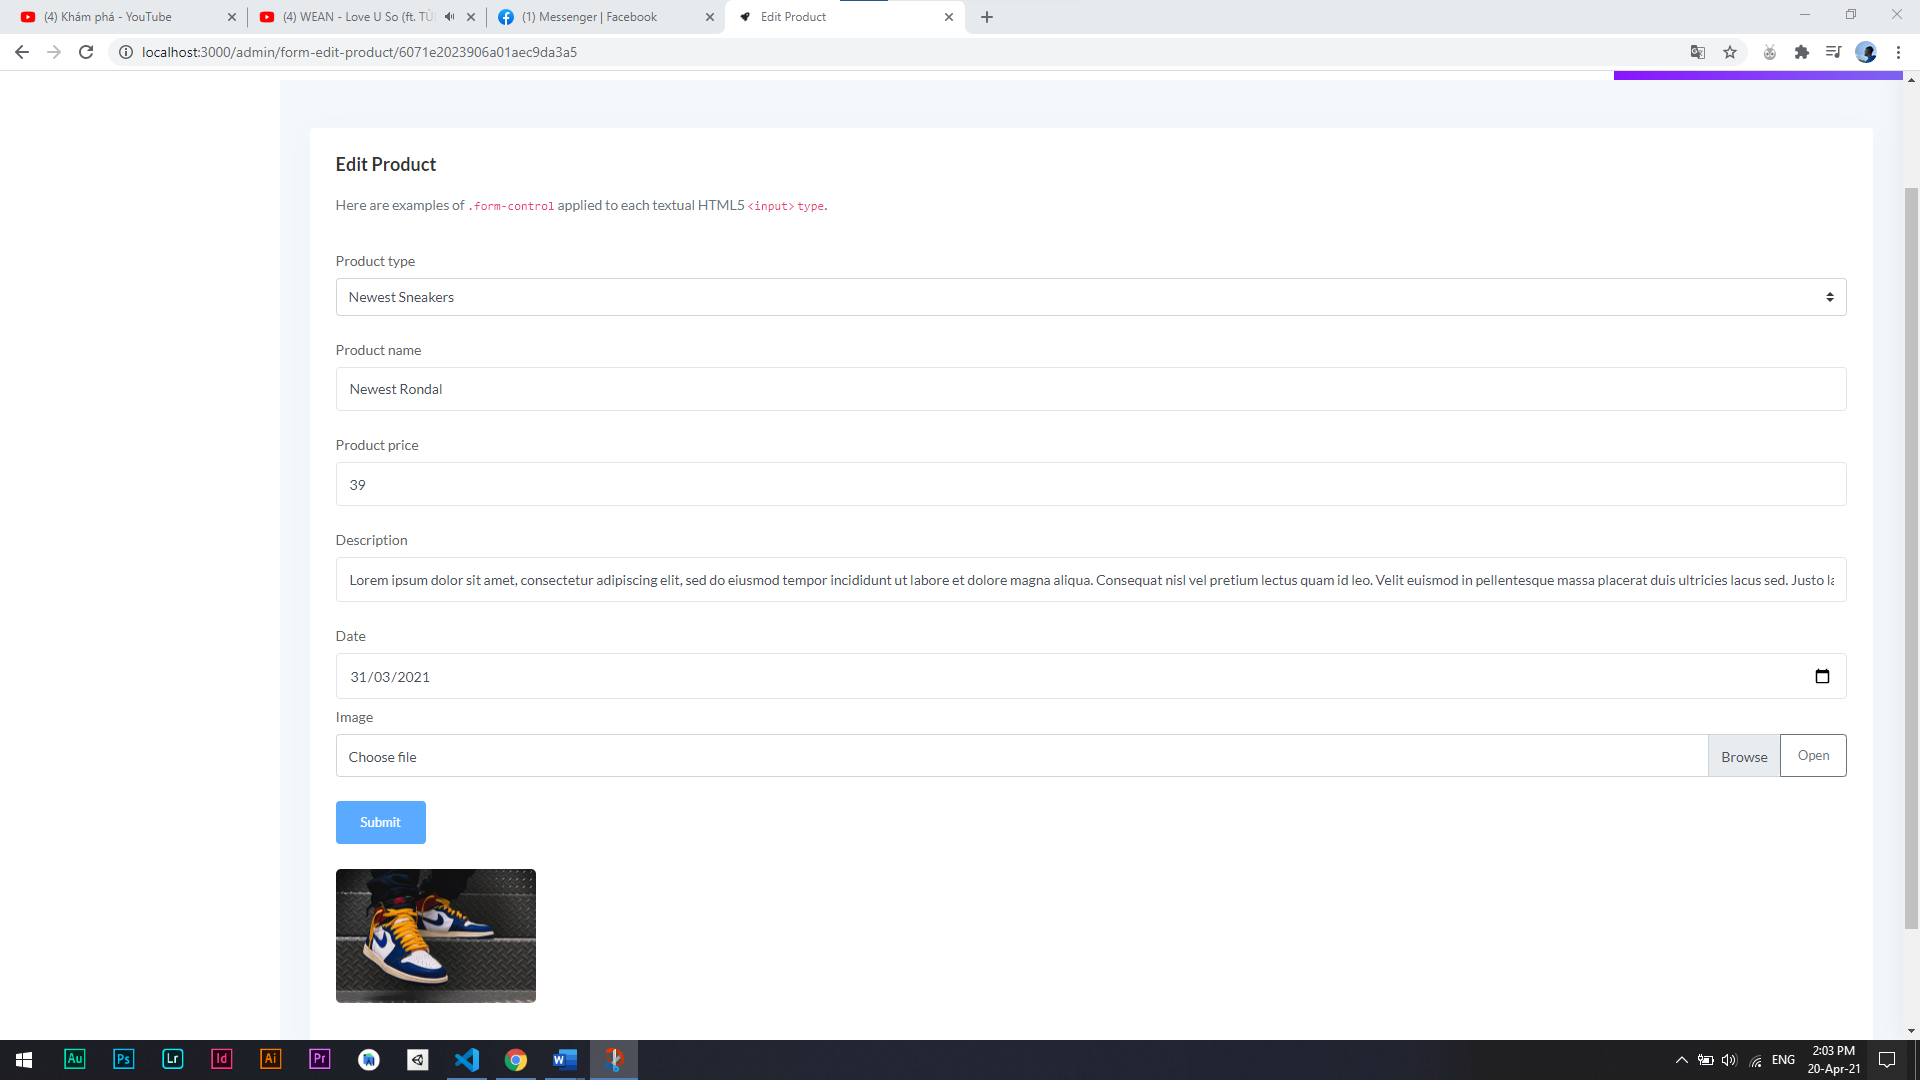 (4) Khám phá - YouTube
(4) WEAN - Love U So (ft. TÙ
(1) Messenger | Facebook
Edit Product
localhost:3000/admin/form-edit-product/6071e2023906a01aec9da3a5
Edit Product
Here are examples of .form-control applied to each textual HTML5 <input> type.
Product type
Newest Sneakers
Product name
Newest Rondal
Product price
39
Description
Lorem ipsum dolor sit amet, consectetur adipiscing elit, sed do eiusmod tempor incididunt ut labore et dolore magna aliqua. Consequat nisl vel pretium lectus quam id leo. Velit euismod in pellentesque massa placerat duis ultricies lacus sed. Justo la
Date
31/03/2021
Image
Choose file
Browse
Open
Submit
Au
Ps
Lr
Id
Ai
Pr
ENG
2:03 PM
20-Apr-21